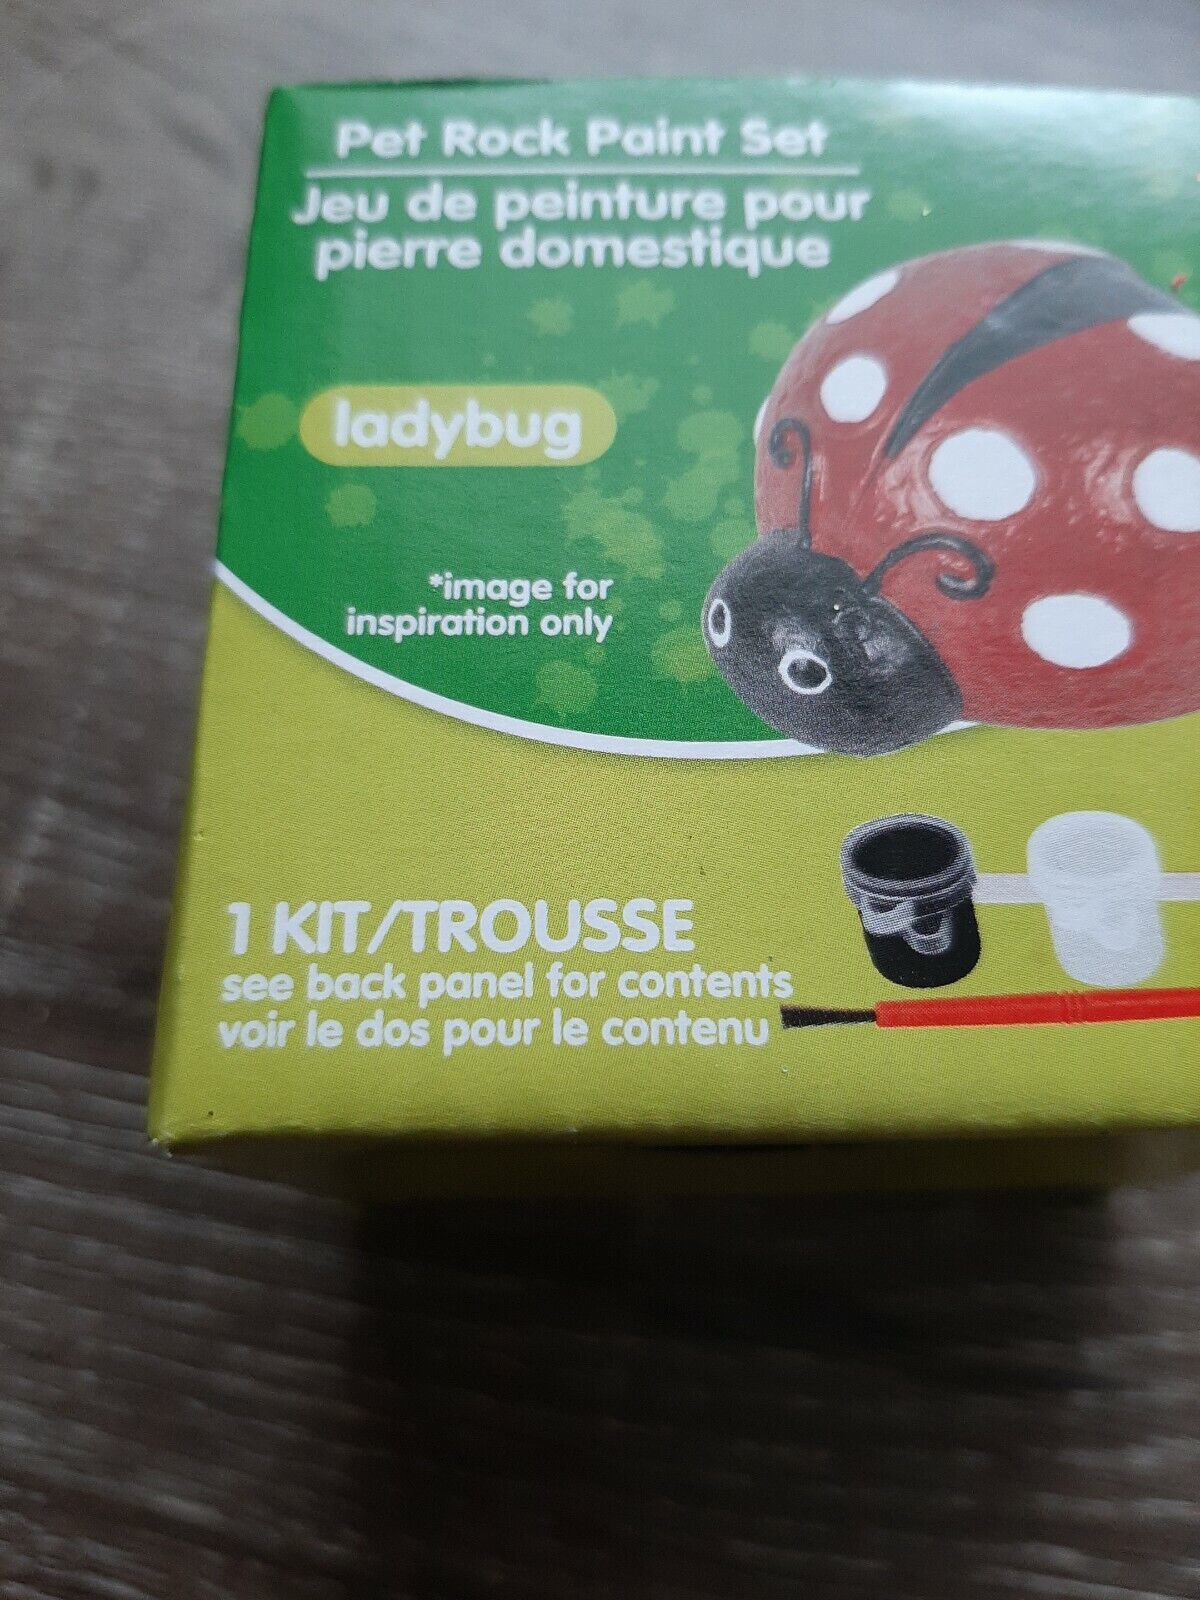 Pet Rock Paint Set
Jeu de peinture pour
pierre domestique
ladybug
*image for
inspiration only
1 KIT/TROUSSE
see back panel for contents
voir le dos pour le contenu